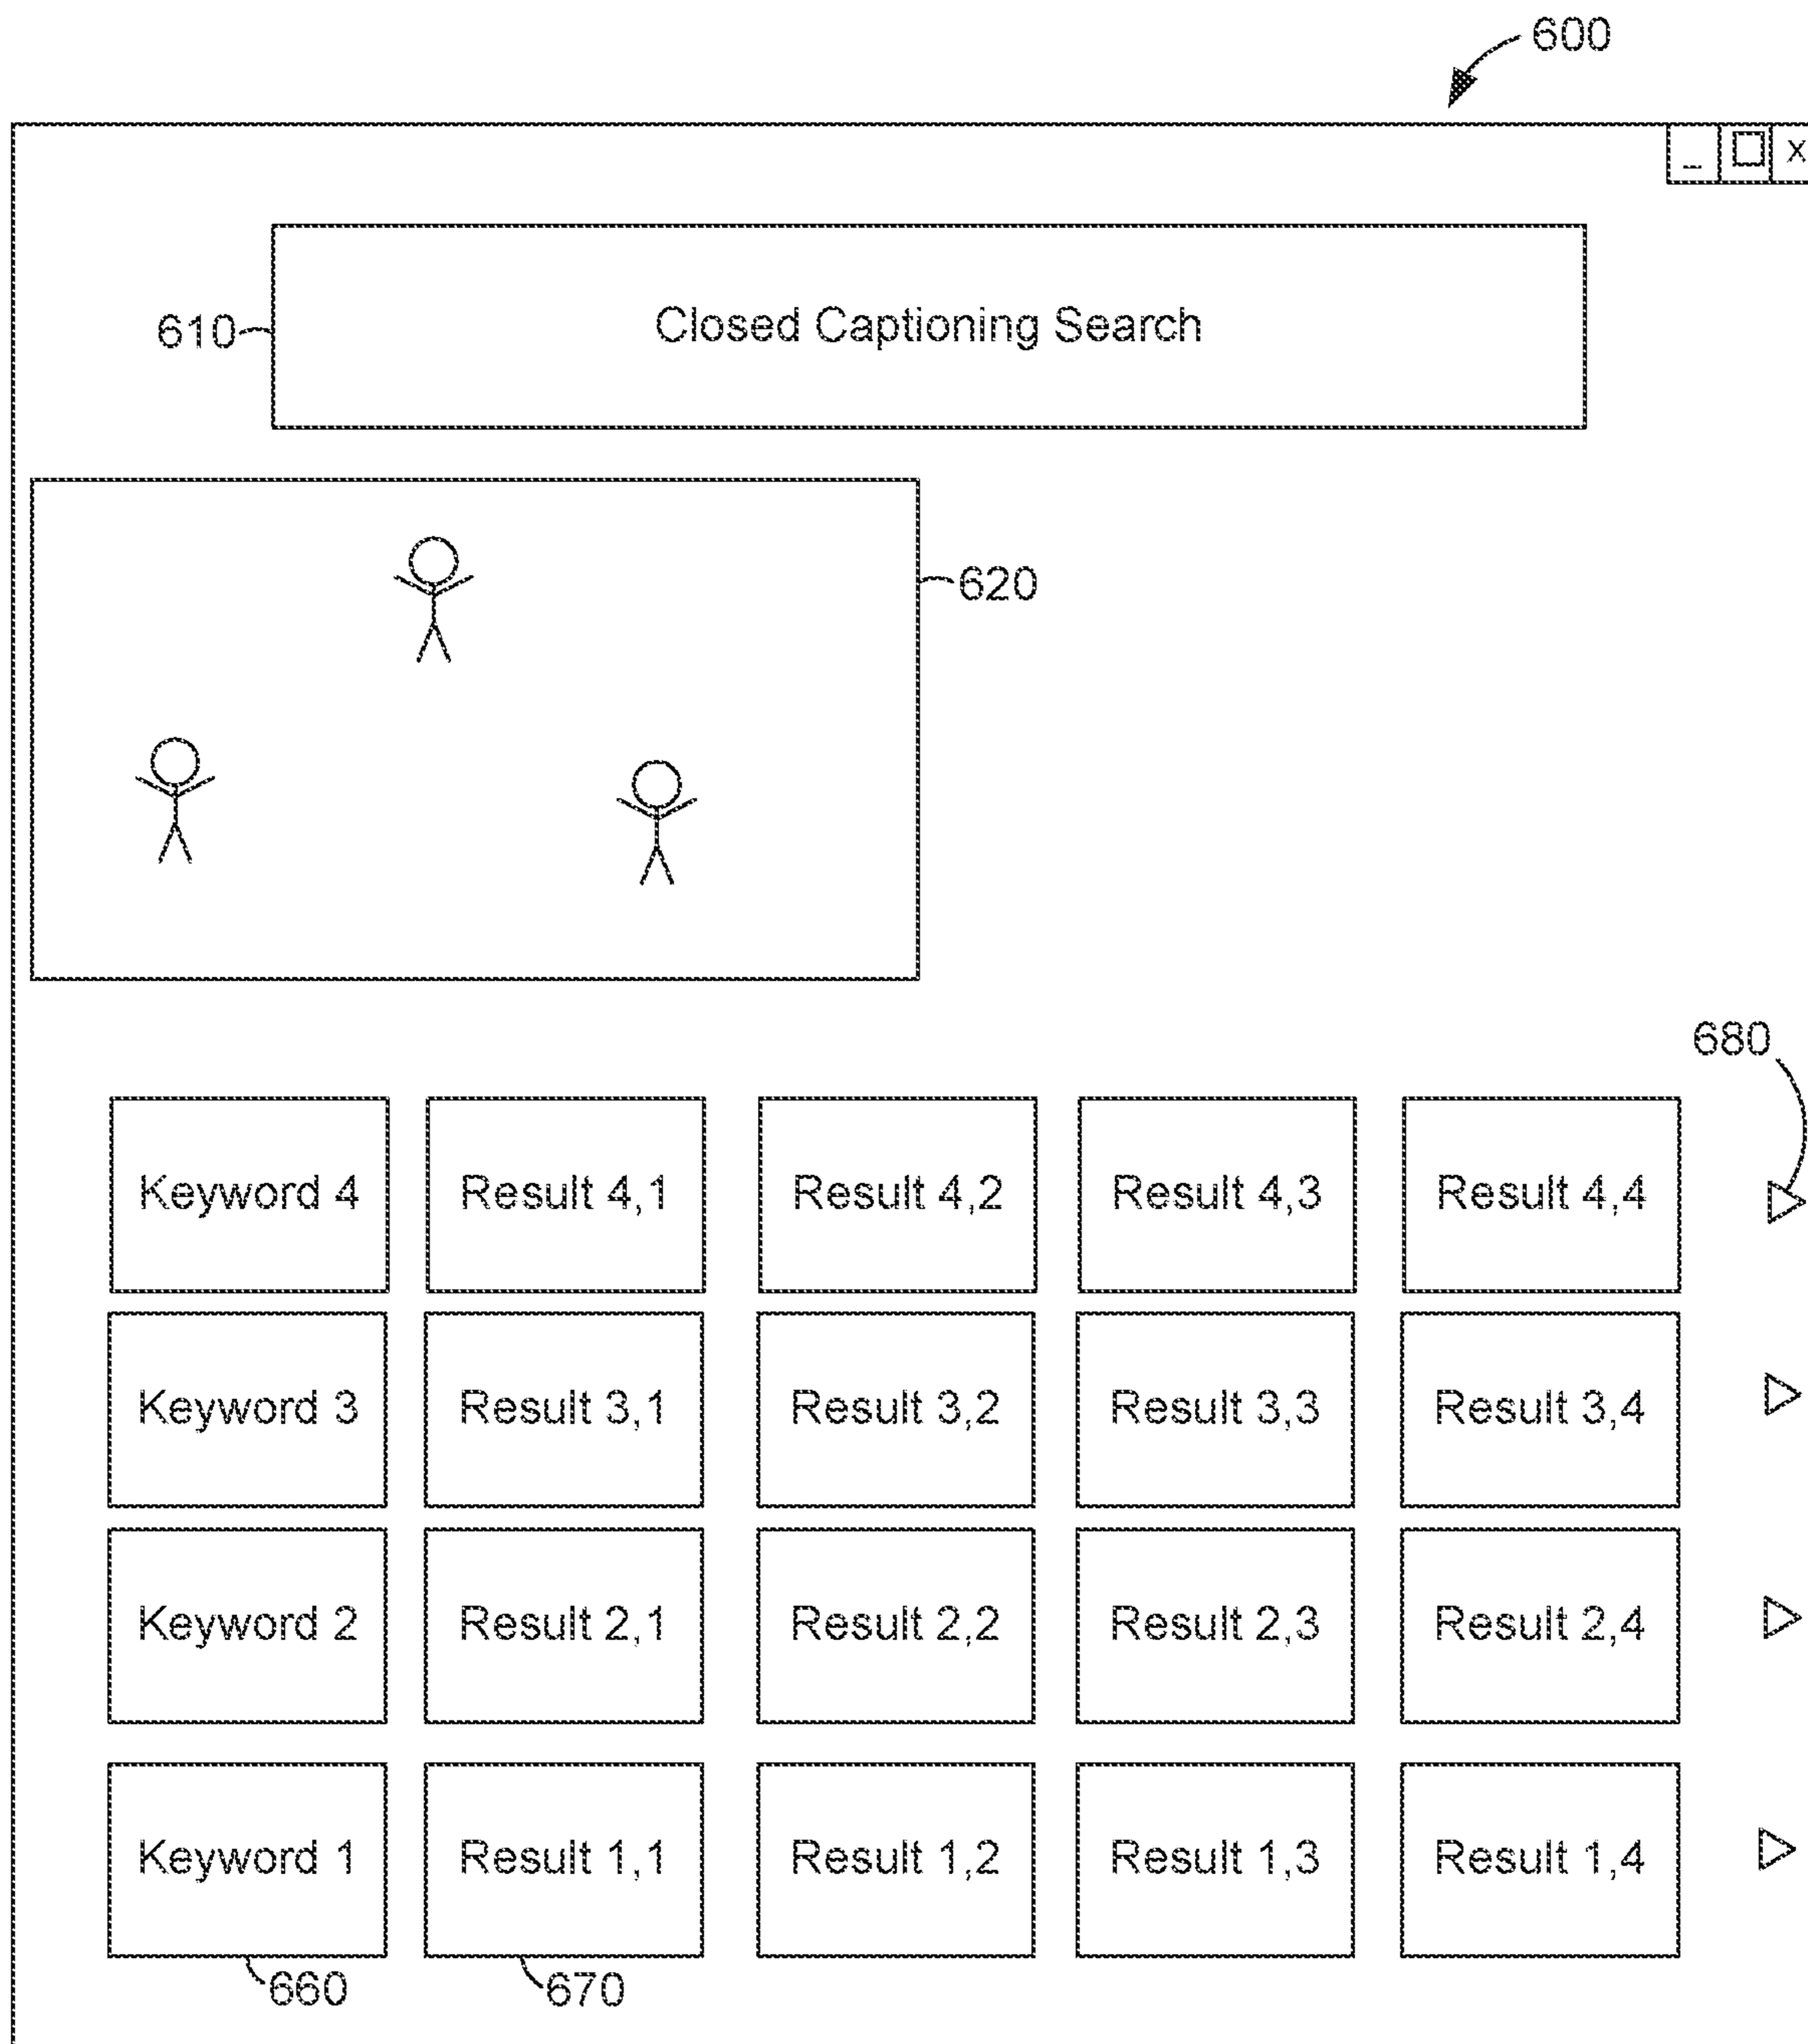 600
_ X
610 Closed Captioning Search
620
680
Keyword 4 Result 4,1 Result 4,2 Result 4,3 Result 4,4
Keyword 3 Result 3,1 Result 3,2 Result 3,3 Result 3,4
Keyword 2 Result 2,1 Result 2,2 Result 2,3 Result 2,4
Keyword 1 Result 1,1 Result 1,2 Result 1,3 Result 1,4
660 670